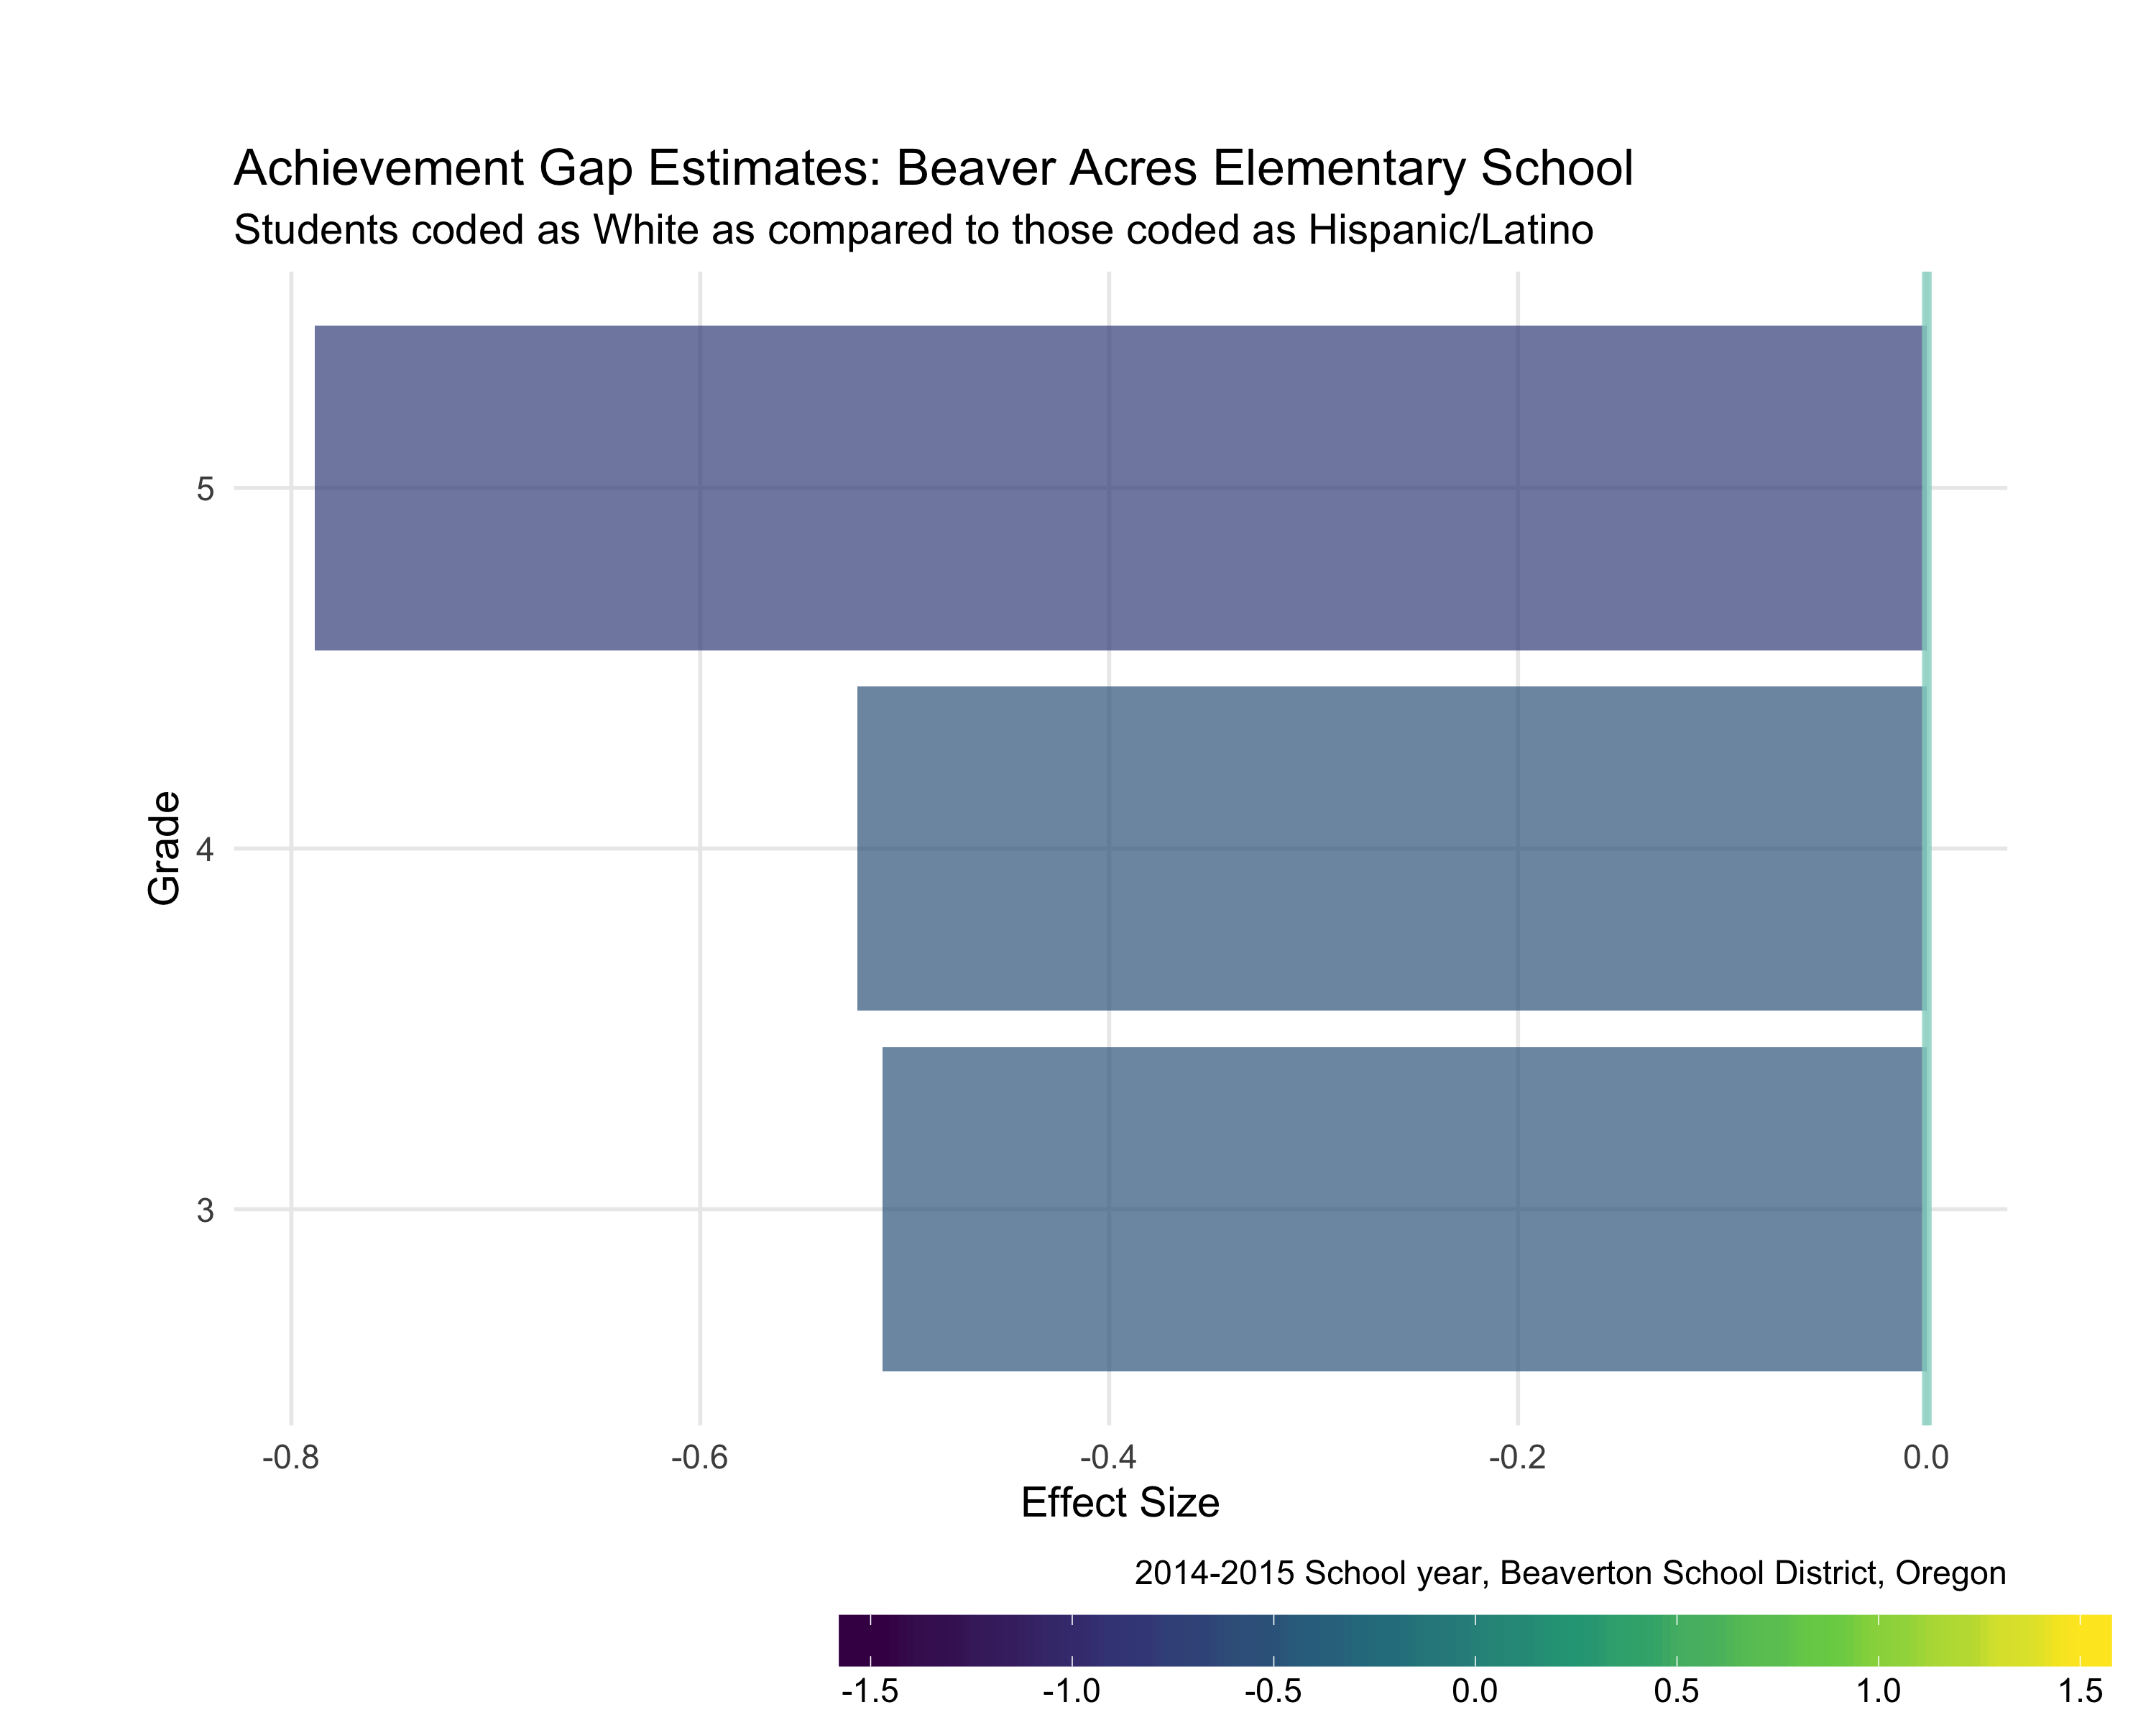 Achievement Gap Estimates: Beaver Acres Elementary School
Students coded as White as compared to those coded as Hispanic/Latino
5
4
3
Grade
-0.8 -0.6 -0.4 -0.2 0.0
Effect Size
2014-2015 School year, Beaverton School District, Oregon
-1.5 -1.0 -0.5 0.0 0.5 1.0 1.5